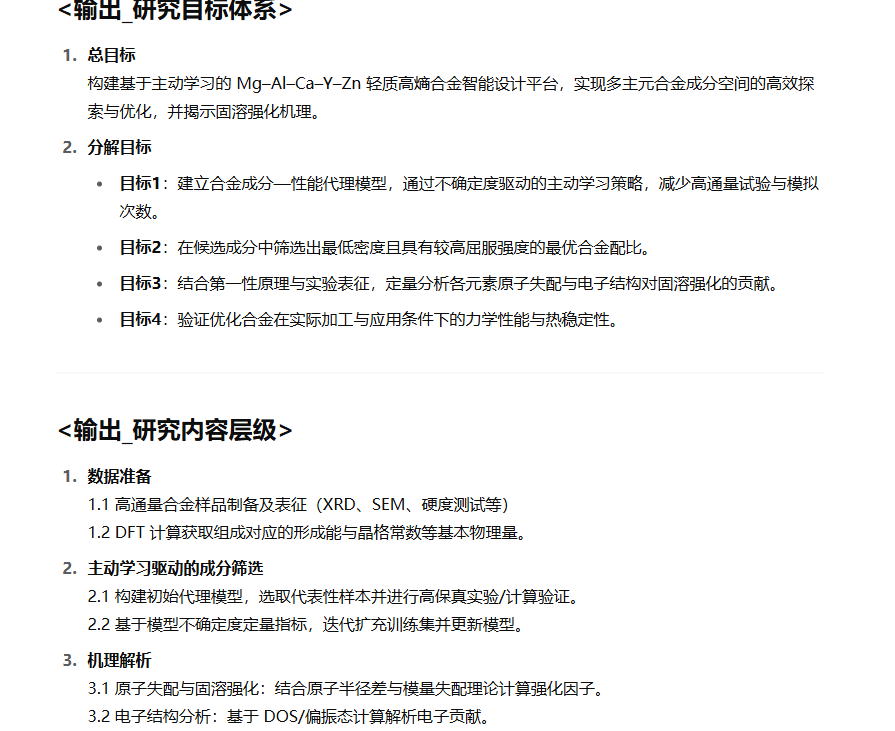 <输出_研究目标体系>
1. 总目标
构建基于主动学习的 Mg–Al–Ca–Y–Zn 轻质高熵合金智能设计平台，实现多主元合金成分空间的高效探
索与优化，并揭示固溶强化机理。
2. 分解目标
• 目标1：建立合金成分—性能代理模型，通过不确定度驱动的主动学习策略，减少高通量试验与模拟
次数。
• 目标2：在候选成分中筛选出最低密度且具有较高屈服强度的最优合金配比。
• 目标3：结合第一性原理与实验表征，定量分析各元素原子失配与电子结构对固溶强化的贡献。
• 目标4：验证优化合金在实际加工与应用条件下的力学性能与热稳定性。
<输出_研究内容层级>
1. 数据准备
1.1 高通量合金样品制备及表征（XRD、SEM、硬度测试等）
1.2 DFT 计算获取组成对应的形成能与晶格常数等基本物理量。
2. 主动学习驱动的成分筛选
2.1 构建初始代理模型，选取代表性样本并进行高保真实验/计算验证。
2.2 基于模型不确定度定量指标，迭代扩充训练集并更新模型。
3. 机理解析
3.1 原子失配与固溶强化：结合原子半径差与模量失配理论计算强化因子。
3.2 电子结构分析：基于 DOS/偏振态计算解析电子贡献。